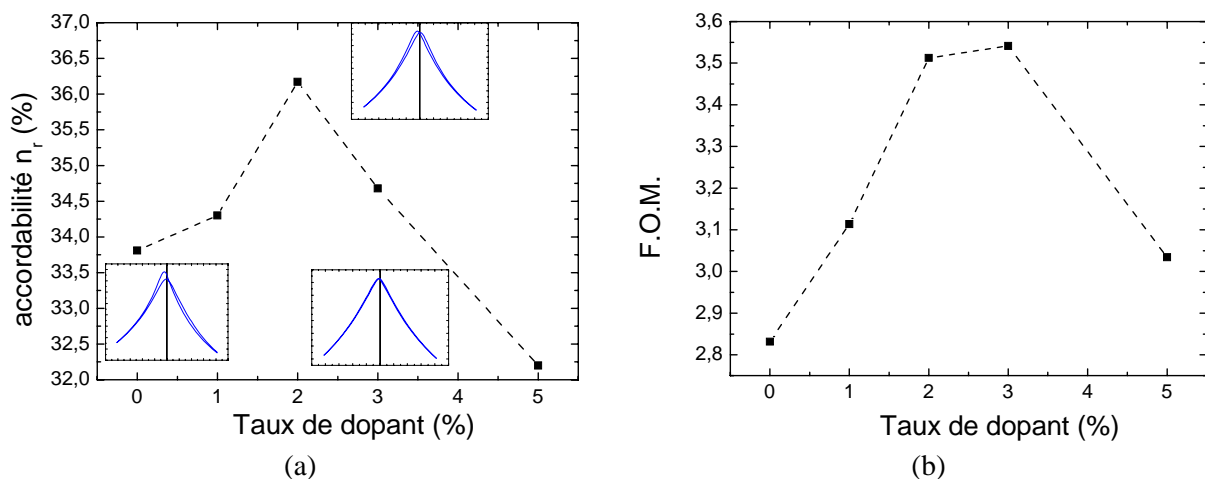 37,0
36,5
36,0
35,5
35,0
34,5
34,0
33,5
33,0
32,5
32,0
accordabilité n_r (%)
0 1 2 3 4 5
Taux de dopant (%)
(a)
3,6
3,5
3,4
3,3
3,2
3,1
3,0
2,9
2,8
F.O.M.
0 1 2 3 4 5
Taux de dopant (%)
(b)